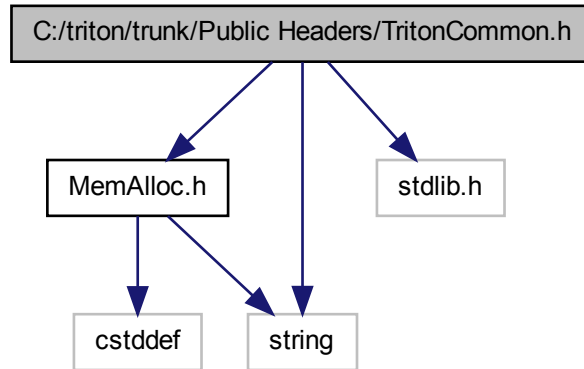 C:/triton/trunk/Public Headers/TritonCommon.h
MemAlloc.h
stdlib.h
cstddef
string